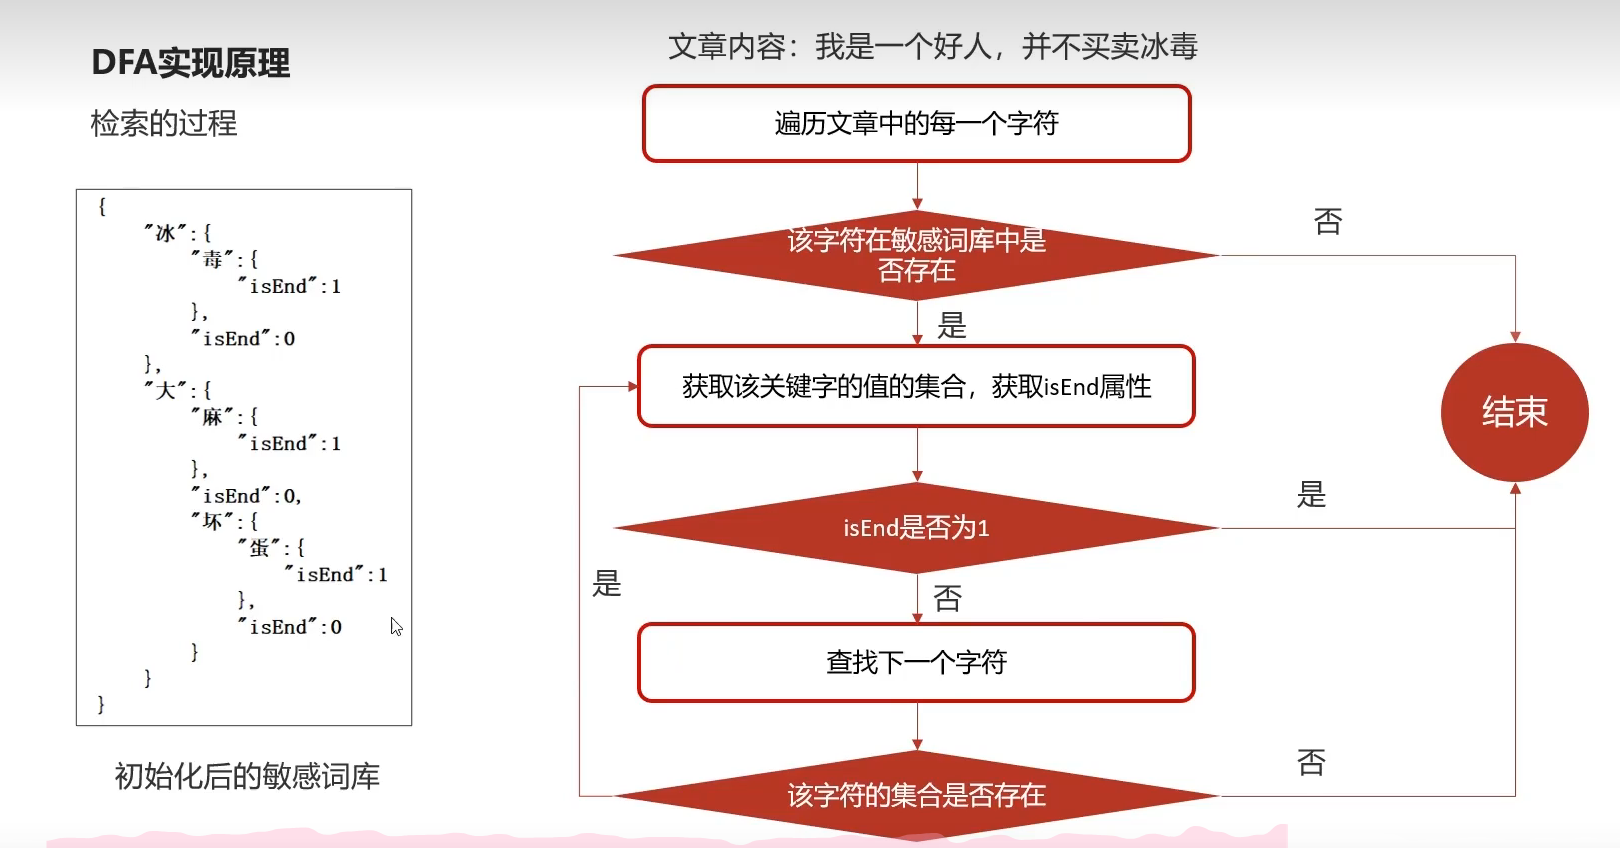 DFA实现原理
检索的过程
{
"冰":{
"毒":{
"isEnd":1
},
"isEnd":0
},
"大":{
"麻":{
"isEnd":1
},
"isEnd":0,
"坏":{
"蛋":{
"isEnd":1
},
"isEnd":0
}
}
}
初始化后的敏感词库
文章内容：我是一个好人，并不买卖冰毒
遍历文章中的每一个字符
该字符在敏感词库中是
否存在
否
是
获取该关键字的值的集合，获取isEnd属性
结束
isEnd是否为1
是
是
否
查找下一个字符
该字符的集合是否存在
否